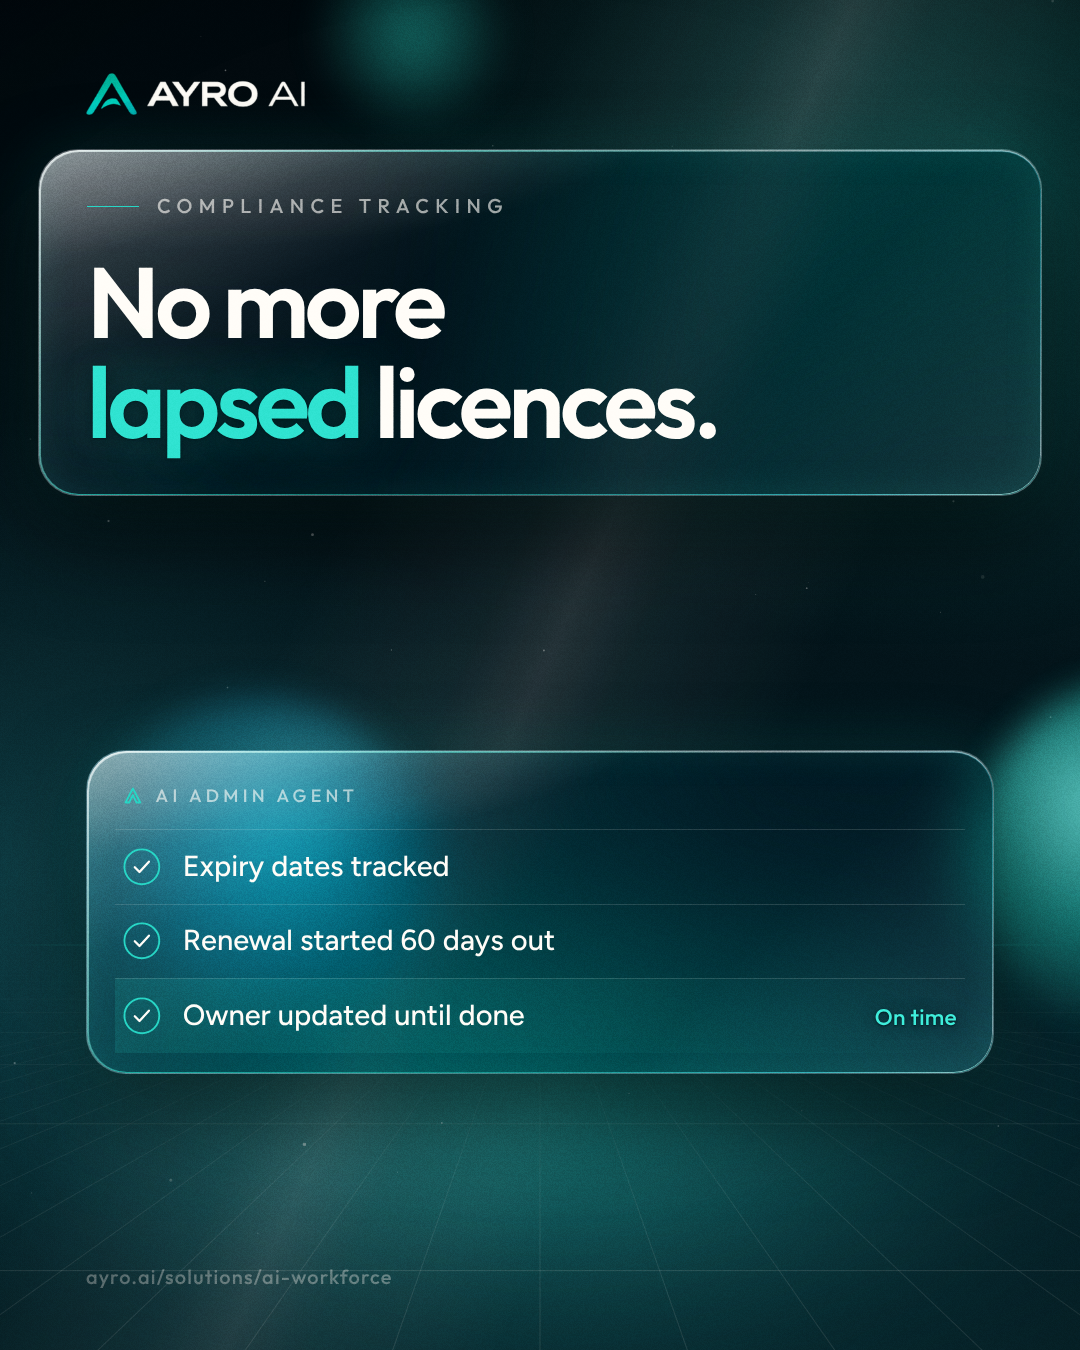 AYRO AI
COMPLIANCE TRACKING
No more
lapsed licences.
AI ADMIN AGENT
Expiry dates tracked
Renewal started 60 days out
Owner updated until done
On time
ayro.ai/solutions/ai-workforce